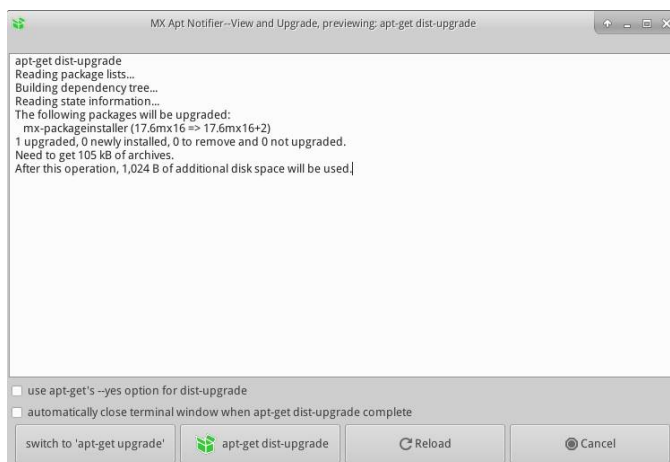 MX Apt Notifier--View and Upgrade, previewing: apt-get dist-upgrade
apt-get dist-upgrade
Reading package lists...
Building dependency tree...
Reading state information...
The following packages will be upgraded:
mx-packageinstaller (17.6mx16 => 17.6mx16+2)
1 upgraded, 0 newly installed, 0 to remove and 0 not upgraded.
Need to get 105 kB of archives.
After this operation, 1,024 B of additional disk space will be used.
use apt-get's --yes option for dist-upgrade
automatically close terminal window when apt-get dist-upgrade complete
switch to 'apt-get upgrade'
apt-get dist-upgrade
Reload
Cancel